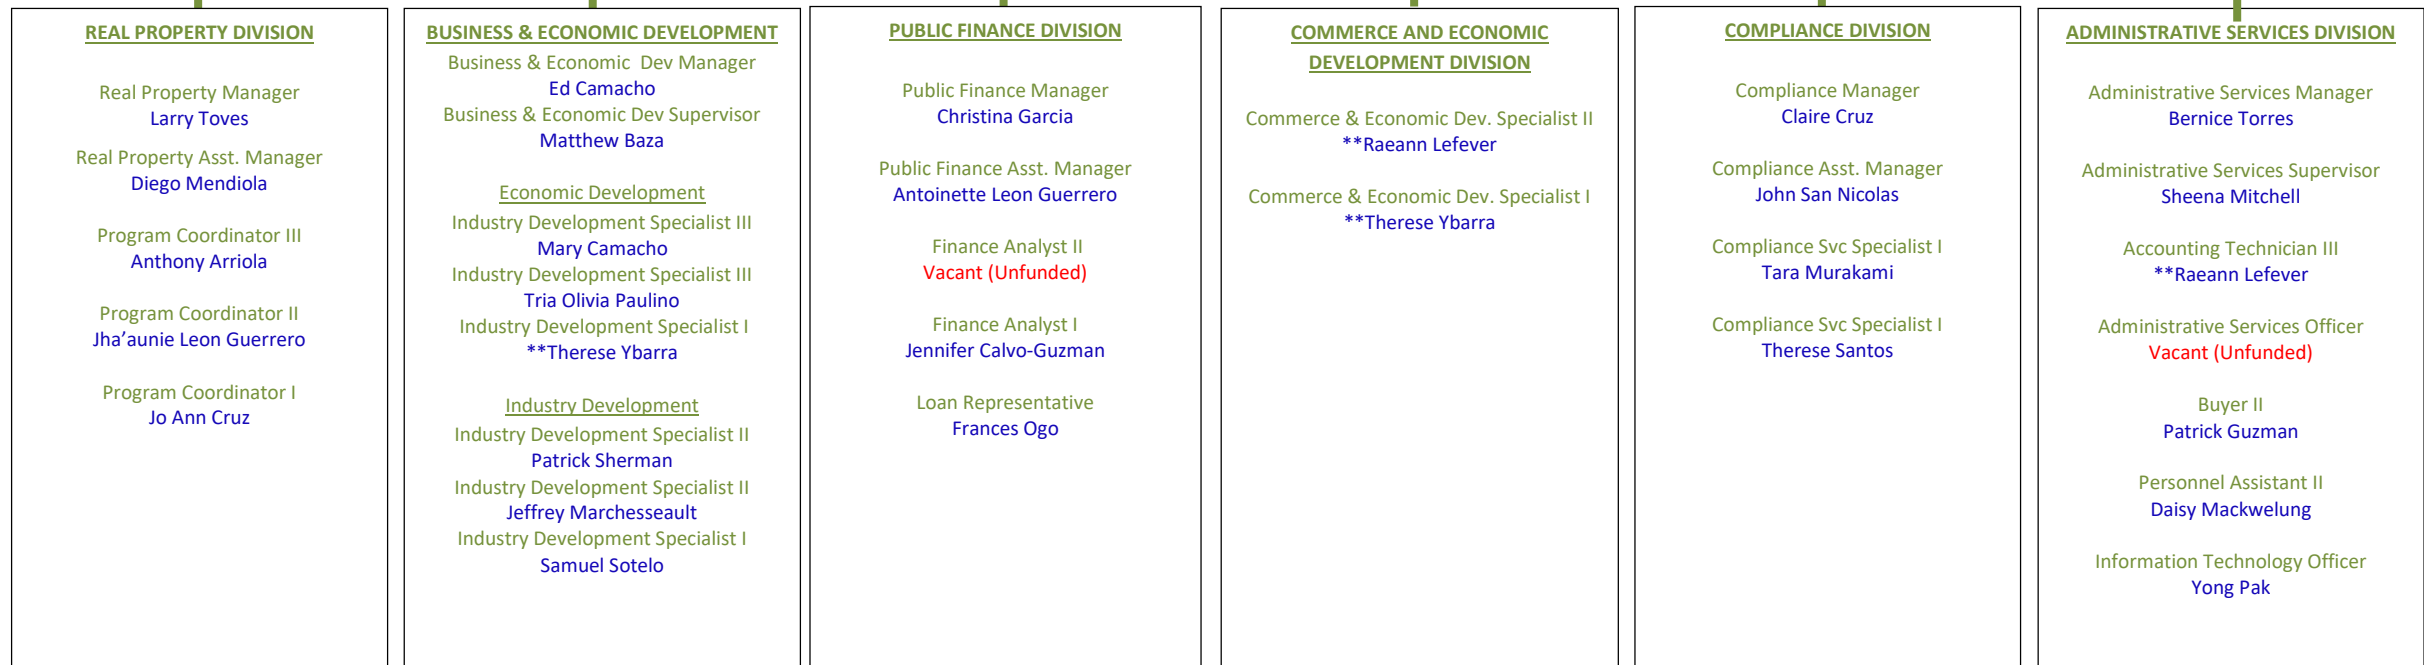 REAL PROPERTY DIVISION
Real Property Manager
Larry Toves
Real Property Asst. Manager
Diego Mendiola
Program Coordinator III
Anthony Arriola
Program Coordinator II
Jha’aunie Leon Guerrero
Program Coordinator I
Jo Ann Cruz
BUSINESS & ECONOMIC DEVELOPMENT
Business & Economic Dev Manager
Ed Camacho
Business & Economic Dev Supervisor
Matthew Baza
Economic Development
Industry Development Specialist III
Mary Camacho
Industry Development Specialist III
Tria Olivia Paulino
Industry Development Specialist I
**Therese Ybarra
Industry Development
Industry Development Specialist II
Patrick Sherman
Industry Development Specialist II
Jeffrey Marchesseault
Industry Development Specialist I
Samuel Sotelo
PUBLIC FINANCE DIVISION
Public Finance Manager
Christina Garcia
Public Finance Asst. Manager
Antoinette Leon Guerrero
Finance Analyst II
Vacant (Unfunded)
Finance Analyst I
Jennifer Calvo-Guzman
Loan Representative
Frances Ogo
COMMERCE AND ECONOMIC
DEVELOPMENT DIVISION
Commerce & Economic Dev. Specialist II
**Raeann Lefever
Commerce & Economic Dev. Specialist I
**Therese Ybarra
COMPLIANCE DIVISION
Compliance Manager
Claire Cruz
Compliance Asst. Manager
John San Nicolas
Compliance Svc Specialist I
Tara Murakami
Compliance Svc Specialist I
Therese Santos
ADMINISTRATIVE SERVICES DIVISION
Administrative Services Manager
Bernice Torres
Administrative Services Supervisor
Sheena Mitchell
Accounting Technician III
**Raeann Lefever
Administrative Services Officer
Vacant (Unfunded)
Buyer II
Patrick Guzman
Personnel Assistant II
Daisy Mackwelung
Information Technology Officer
Yong Pak